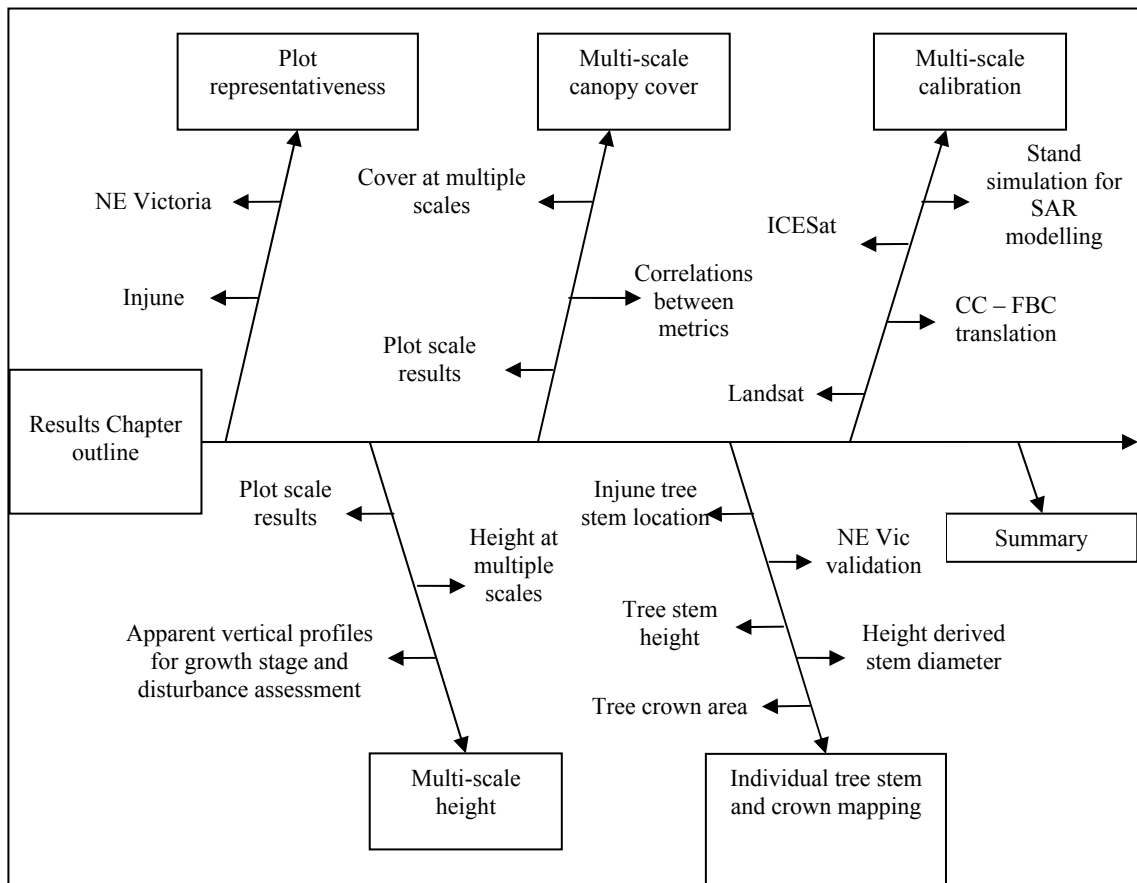 Plot
representativeness
Multi-scale
canopy cover
Multi-scale
calibration
NE Victoria
Injune
Cover at multiple
scales
Correlations
between
metrics
Plot scale
results
Stand
simulation for
SAR
modelling
ICESat
CC – FBC
translation
Landsat
Results Chapter
outline
Plot scale
results
Height at
multiple
scales
Apparent vertical profiles
for growth stage and
disturbance assessment
Multi-scale
height
Injune tree
stem location
NE Vic
validation
Tree stem
height
Height derived
stem diameter
Tree crown area
Individual tree stem
and crown mapping
Summary